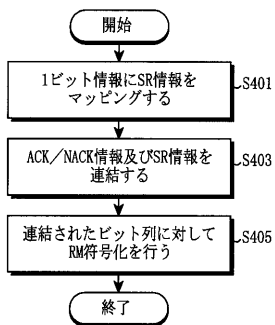 開始
1ビット情報にSR情報を
マッピングする
S401
ACK/NACK情報及びSR情報を
連結する
S403
連結されたビット列に対して
RM符号化を行う
S405
終了